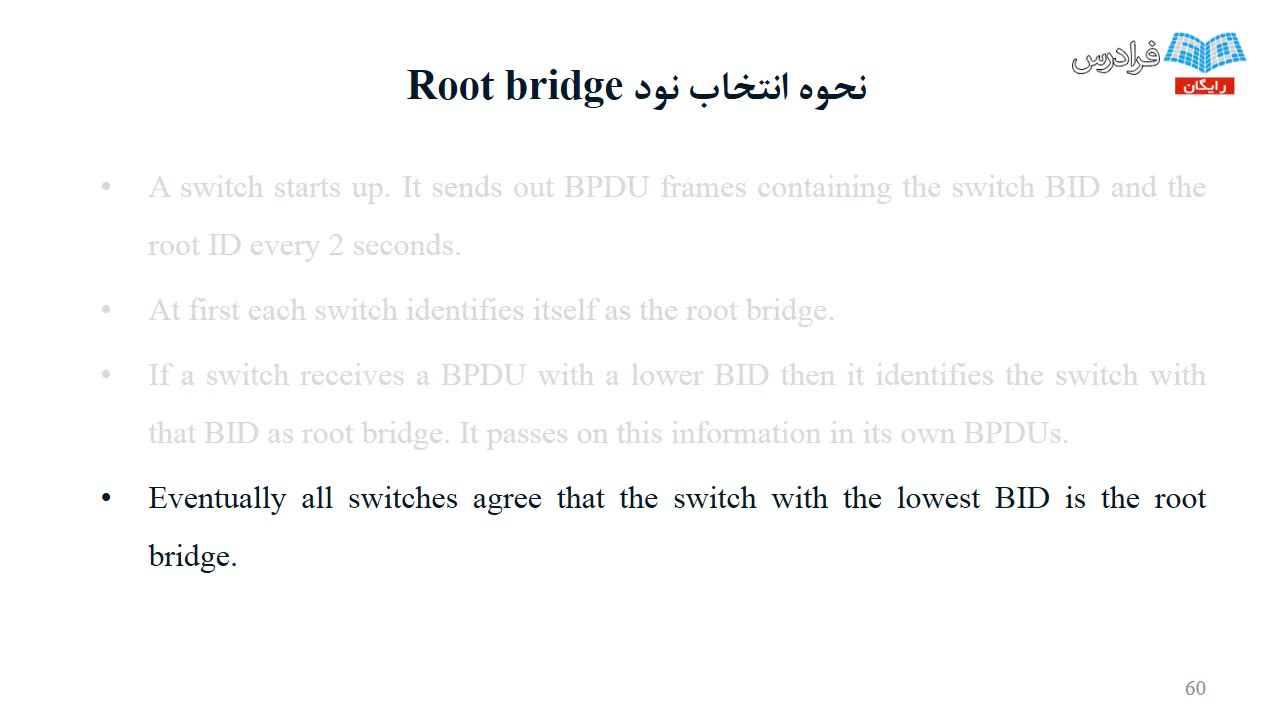 فرادرس
رایگان
نحوه انتخاب نود Root bridge
• A switch starts up. It sends out BPDU frames containing the switch BID and the
root ID every 2 seconds.
• At first each switch identifies itself as the root bridge.
• If a switch receives a BPDU with a lower BID then it identifies the switch with
that BID as root bridge. It passes on this information in its own BPDUs.
• Eventually all switches agree that the switch with the lowest BID is the root
bridge.
60